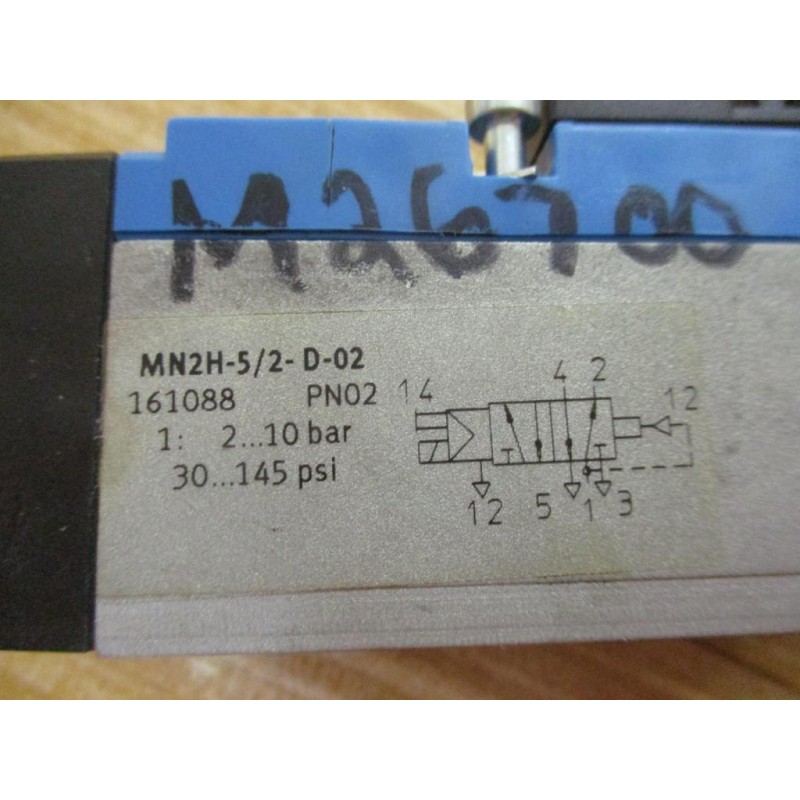 M26700
MN2H-5/2- D-02
161088 PN02
1: 2...10 bar
30...145 psi
14 4 2 12
12 5 1 3